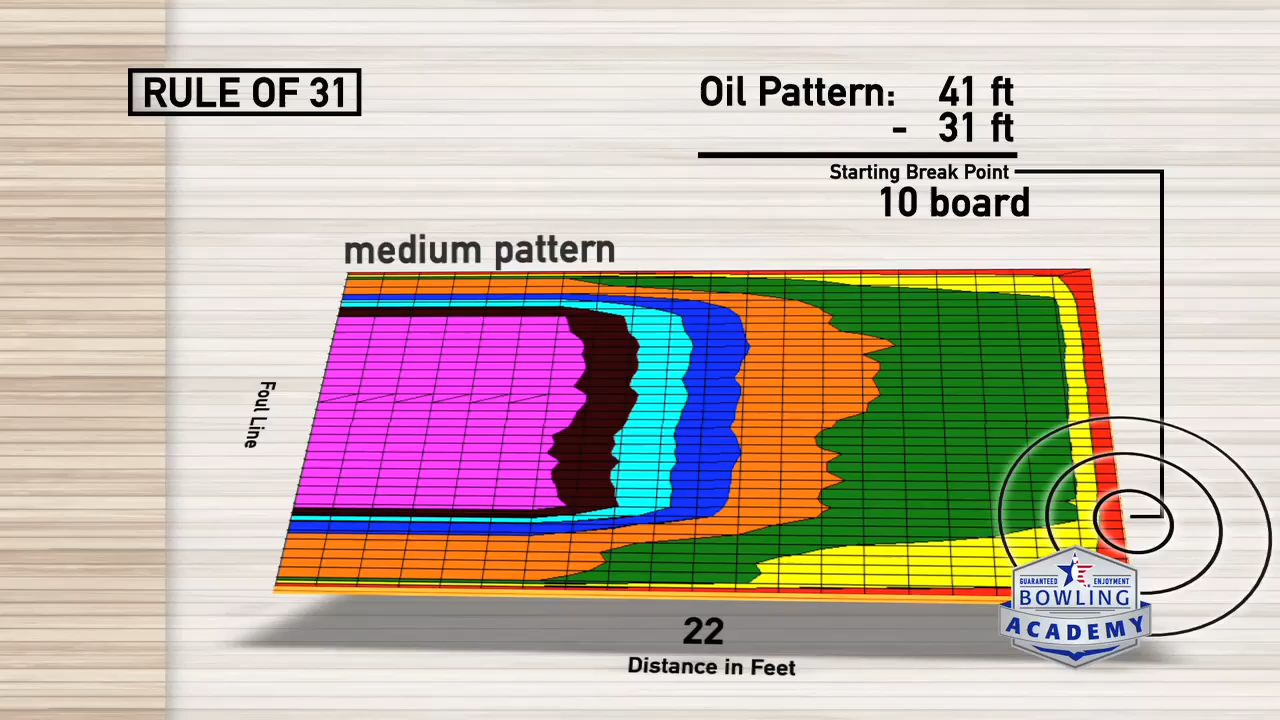 RULE OF 31
Oil Pattern: 41 ft
- 31 ft
Starting Break Point
10 board
medium pattern
Foul Line
22
Distance in Feet
GUARANTEED ENJOYMENT
BOWLING
ACADEMY